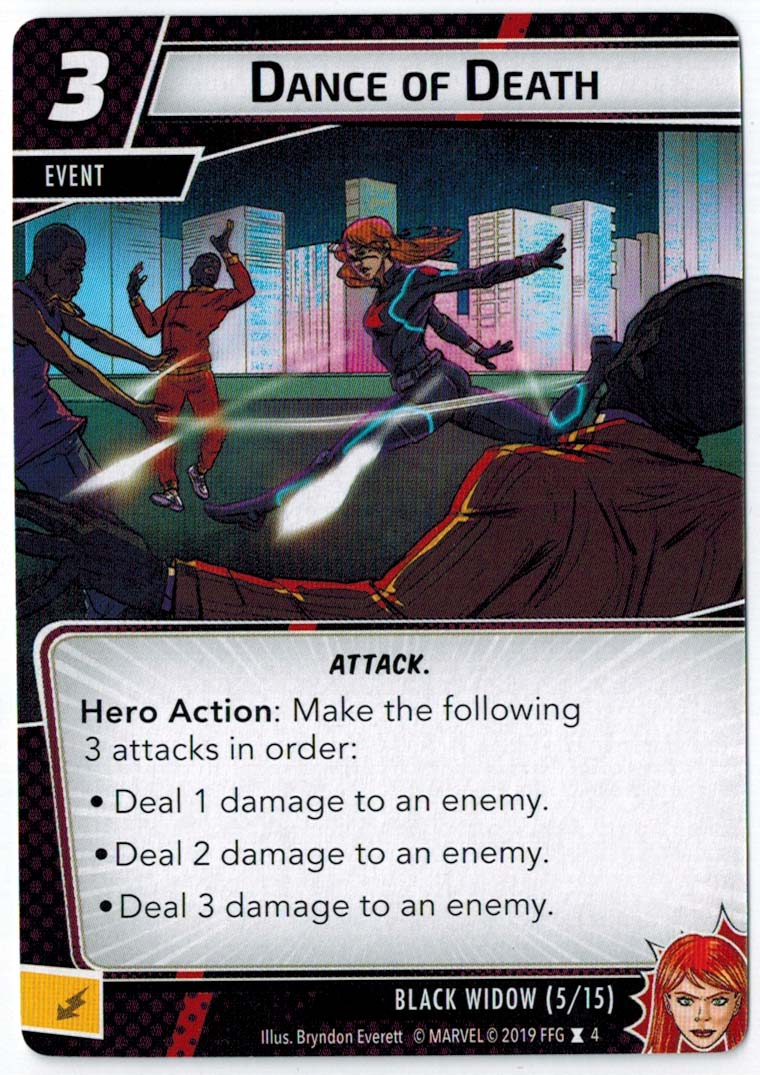 3
DANCE OF DEATH
EVENT
ATTACK.
Hero Action: Make the following
3 attacks in order:
• Deal 1 damage to an enemy.
• Deal 2 damage to an enemy.
• Deal 3 damage to an enemy.
BLACK WIDOW (5/15)
Illus. Bryndon Everett © MARVEL © 2019 FFG 4